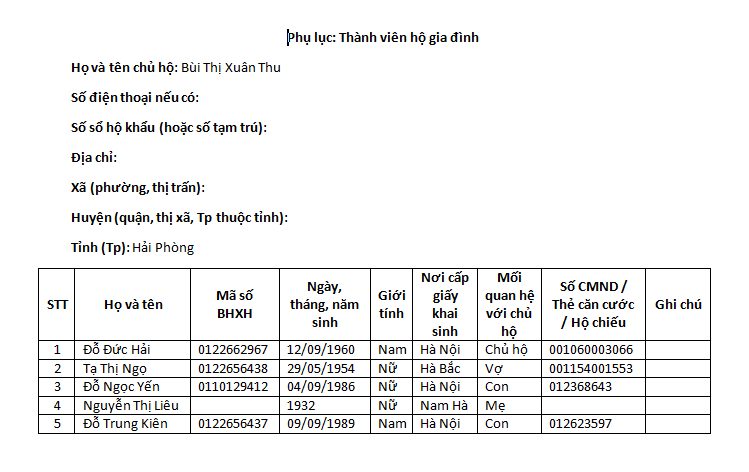 Phụ lục: Thành viên hộ gia đình
Họ và tên chủ hộ: Bùi Thị Xuân Thu
Số điện thoại nếu có:
Số sổ hộ khẩu (hoặc số tạm trú):
Địa chỉ:
Xã (phường, thị trấn):
Huyện (quận, thị xã, Tp thuộc tỉnh):
Tỉnh (Tp): Hải Phòng
STT Họ và tên Mã số BHXH Ngày, tháng, năm sinh Giới tính Nơi cấp giấy khai sinh Mối quan hệ với chủ hộ Số CMND / Thẻ căn cước / Hộ chiếu Ghi chú
1 Đỗ Đức Hải 0122662967 12/09/1960 Nam Hà Nội Chủ hộ 001060003066
2 Tạ Thị Ngọ 0122656438 29/05/1954 Nữ Hà Bắc Vợ 001154001553
3 Đỗ Ngọc Yến 0110129412 04/09/1986 Nữ Hà Nội Con 012368643
4 Nguyễn Thị Liêu 1932 Nữ Nam Hà Mẹ
5 Đỗ Trung Kiên 0122656437 09/09/1989 Nam Hà Nội Con 012623597